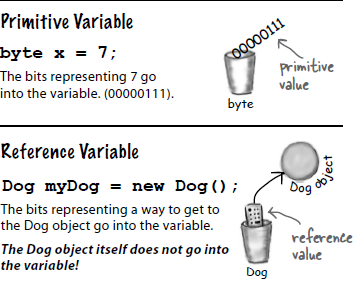 Primitive Variable
byte x = 7;
The bits representing 7 go
into the variable. (00000111).
00000111
primitive
value
byte
Reference Variable
Dog myDog = new Dog();
The bits representing a way to get to
the Dog object go into the variable.
The Dog object itself does not go into
the variable!
Dog object
reference
value
Dog